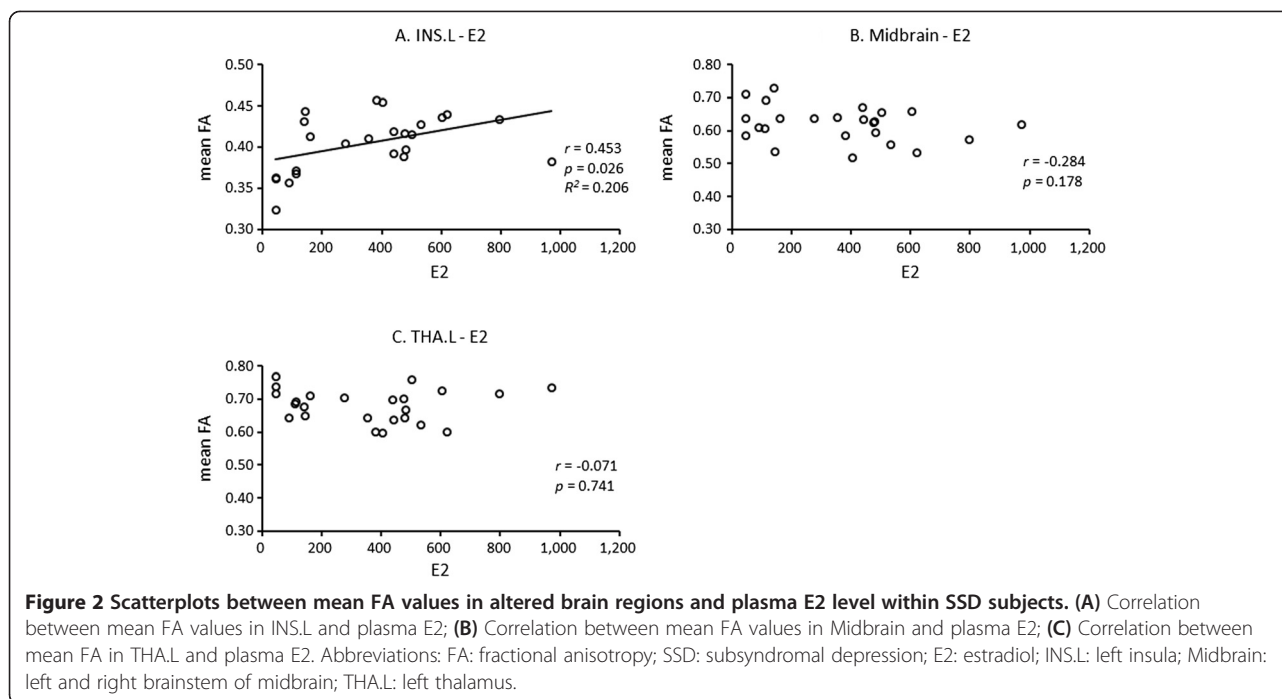 A. INS.L - E2
0.50
0.45
0.40
0.35
0.30
mean FA
0 200 400 600 800 1,000 1,200
E2
r = 0.453
p = 0.026
R² = 0.206
B. Midbrain - E2
0.80
0.70
0.60
0.50
0.40
0.30
mean FA
0 200 400 600 800 1,000 1,200
E2
r = -0.284
p = 0.178
C. THA.L - E2
0.80
0.70
0.60
0.50
0.40
0.30
mean FA
0 200 400 600 800 1,000 1,200
E2
r = -0.071
p = 0.741
Figure 2 Scatterplots between mean FA values in altered brain regions and plasma E2 level within SSD subjects. (A) Correlation
between mean FA values in INS.L and plasma E2; (B) Correlation between mean FA values in Midbrain and plasma E2; (C) Correlation between
mean FA in THA.L and plasma E2. Abbreviations: FA: fractional anisotropy; SSD: subsyndromal depression; E2: estradiol; INS.L: left insula; Midbrain:
left and right brainstem of midbrain; THA.L: left thalamus.